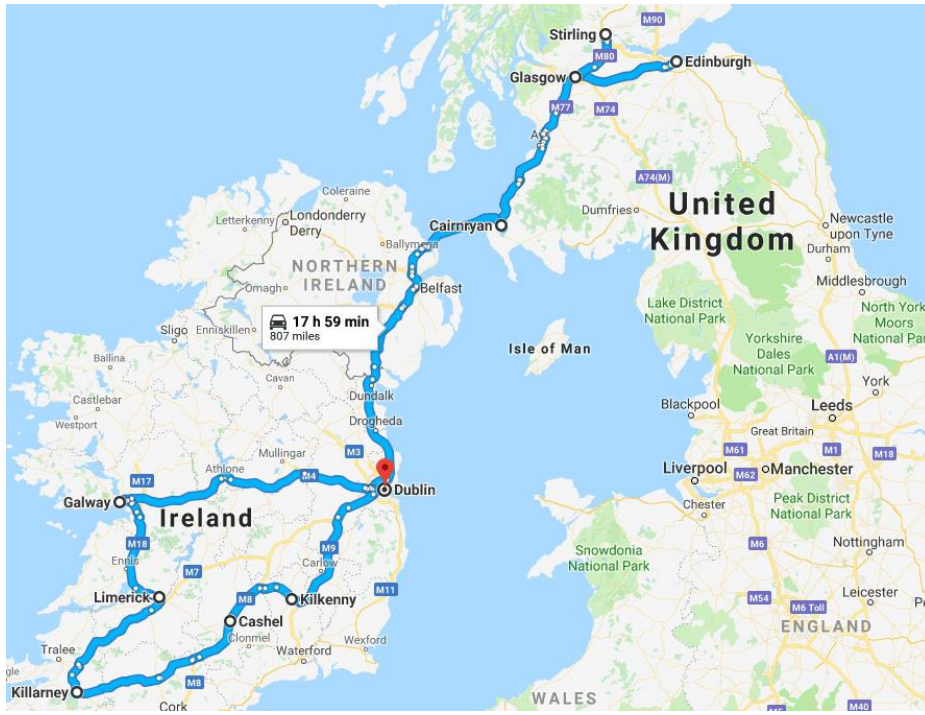 Stirling
M90
M80
Edinburgh
Glasgow
M77
M74
A74(M)
Coleraine
Londonderry
Derry
Letterkenny
Ballymena
Cairnryan
Dumfries
United
Kingdom
Newcastle
upon Tyne
Durham
Middlesbrough
NORTHERN
IRELAND
Omagh
Belfast
Lake District
National Park
North York
Moors
National Park
Sligo
Enniskillen
17 h 59 min
807 miles
Isle of Man
Yorkshire
Dales
National Park
A1(M)
York
Ballina
Castlebar
Westport
Cavan
Dundalk
Drogheda
Blackpool
Leeds
Great Britain
M61
M1
M18
M3
Mullingar
Athlone
M17
M4
Galway
Dublin
Liverpool
M62
Manchester
Chester
Peak District
National Park
Ireland
M18
Ennis
M7
M9
Carlow
Snowdonia
National Park
M6
Nottingham
Limerick
M8
Kilkenny
M11
M54
M6 Toll
Leicester
Cashel
Clonmel
Wexford
Waterford
ENGLAND
Tralee
Killarney
M8
Cork
WALES
M40